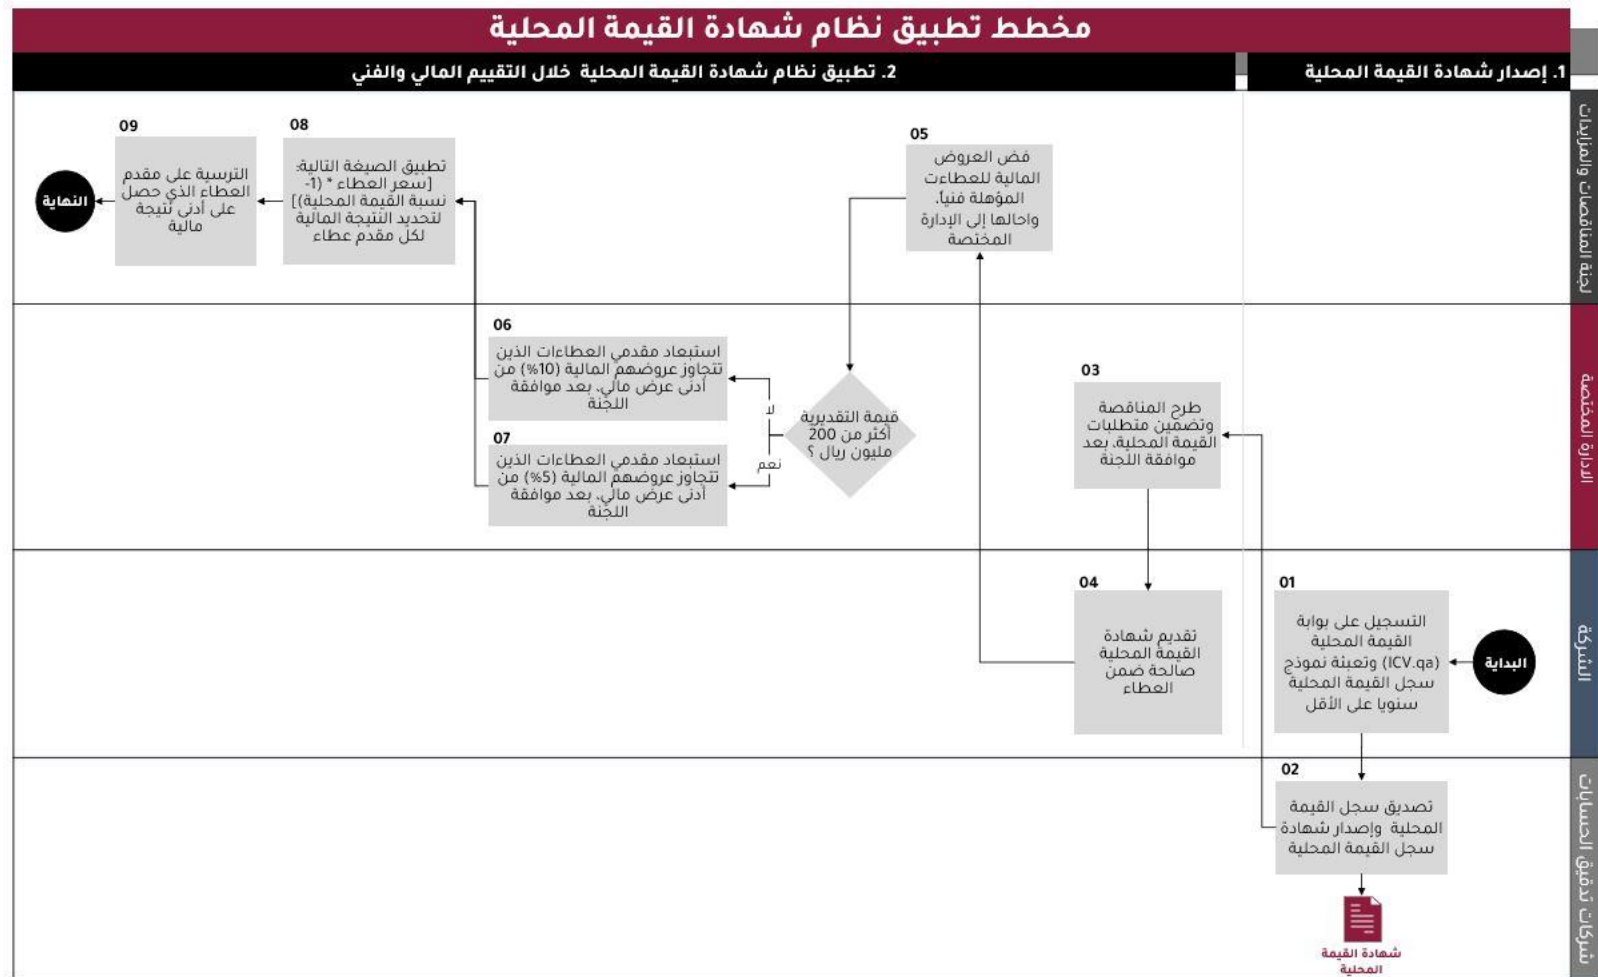 مخطط تطبيق نظام شهادة القيمة المحلية
1. إصدار شهادة القيمة المحلية
2. تطبيق نظام شهادة القيمة المحلية خلال التقييم المالي والفني
لجنة المناقصات والمزايدات
05
فض العروض
المالية للعطاءت
المؤهلة فنياً،
واحالها إلى الإدارة
المختصة
08
تطبيق الصيغة التالية:
[سعر العطاء * (1-
نسبة القيمة المحلية)]
لتحديد النتيجة المالية
لكل مقدم عطاء
09
الترسية على مقدم
العطاء الذي حصل
على أدنى نتيجة
مالية
النهاية
الادارة المختصة
03
طرح المناقصة
وتضمين متطلبات
القيمة المحلية، بعد
موافقة اللجنة
قيمة التقديرية
أكثر من 200
مليون ريال ؟
لا
نعم
06
استبعاد مقدمي العطاءات الذين
تتجاوز عروضهم المالية (10%) من
أدنى عرض مالي، بعد موافقة
اللجنة
07
استبعاد مقدمي العطاءات الذين
تتجاوز عروضهم المالية (5%) من
أدنى عرض مالي، بعد موافقة
اللجنة
الشركة
البداية
01
التسجيل على بوابة
القيمة المحلية
(ICV.qa) وتعبئة نموذج
سجل القيمة المحلية
سنويا على الأقل
04
تقديم شهادة
القيمة المحلية
صالحة ضمن
العطاء
شركات تدقيق الحسابات
02
تصديق سجل القيمة
المحلية وإصدار شهادة
سجل القيمة المحلية
شهادة القيمة
المحلية